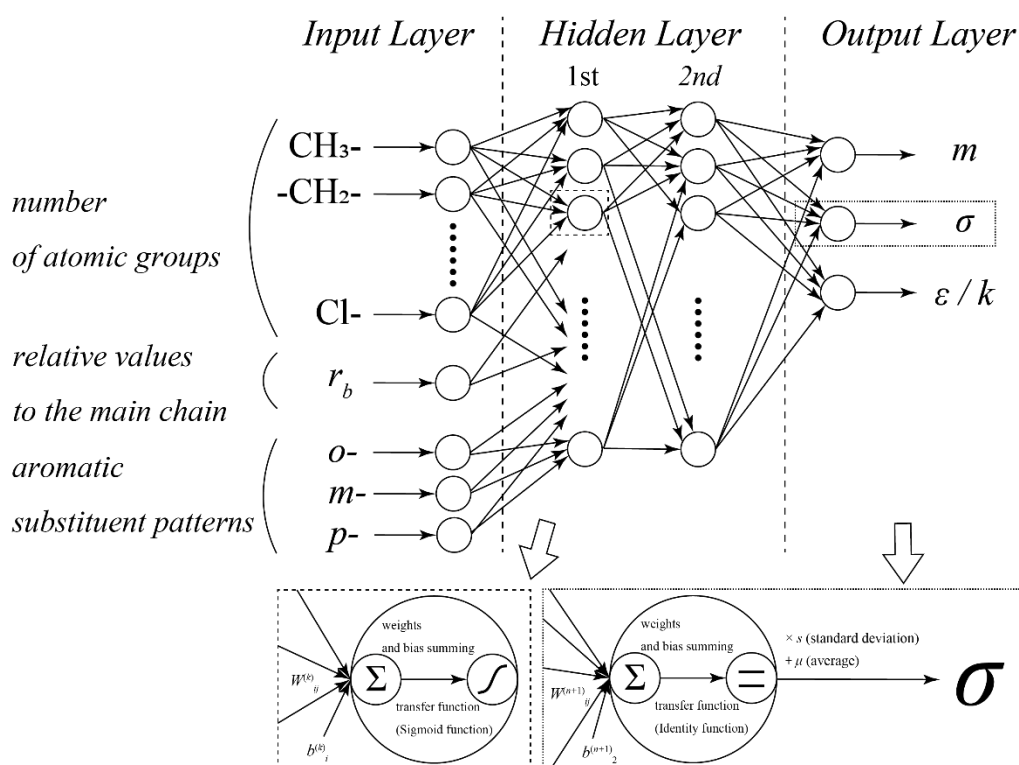 Input Layer
Hidden Layer
Output Layer
1st
2nd
number
of atomic groups
CH₃-
-CH₂-
Cl-
relative values
to the main chain
r_b
aromatic
substituent patterns
o-
m-
p-
m
σ
ε / k
weights
and bias summing
W^(k)_ij
Σ
transfer function
(Sigmoid function)
b^(k)_i
weights
and bias summing
W^(n+1)_ij
Σ
=
transfer function
(Identity function)
b^(n+1)_2
× s (standard deviation)
+ μ (average)
σ